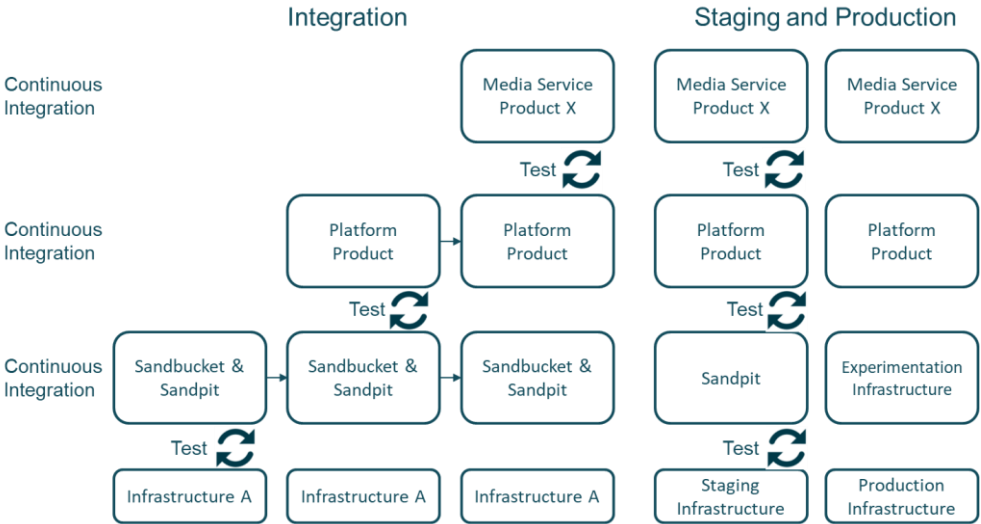 Integration
Staging and Production
Continuous
Integration
Media Service
Product X
Media Service
Product X
Media Service
Product X
Test
Test
Continuous
Integration
Platform
Product
Platform
Product
Platform
Product
Platform
Product
Test
Test
Continuous
Integration
Sandbucket &
Sandpit
Sandbucket &
Sandpit
Sandbucket &
Sandpit
Sandpit
Experimentation
Infrastructure
Test
Test
Infrastructure A
Infrastructure A
Infrastructure A
Staging
Infrastructure
Production
Infrastructure